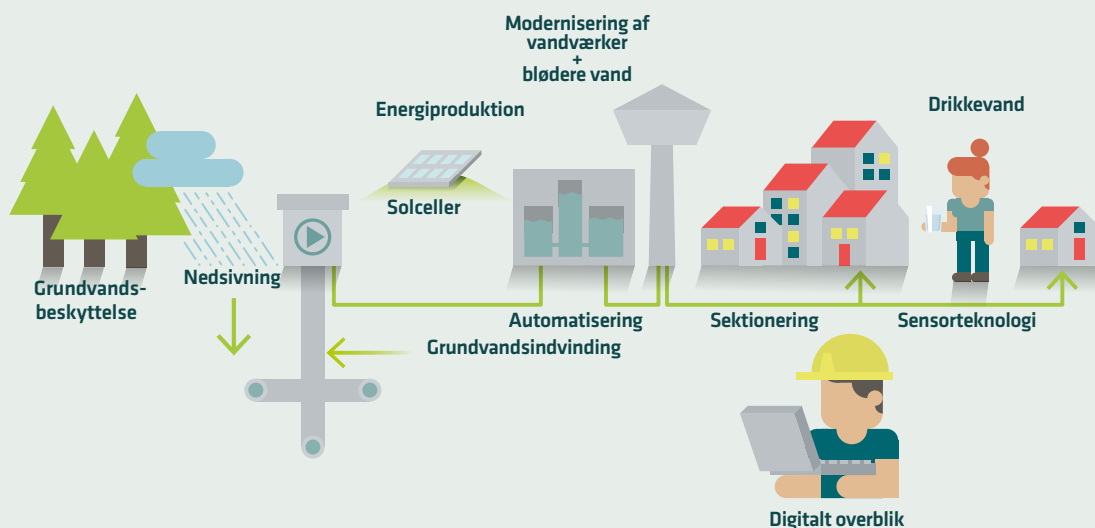 Modernisering af
vandværker
+
blødere vand
Energiproduktion
Drikkevand
Solceller
Nedsivning
Grundvands-
beskyttelse
Automatisering
Sektionering
Sensorteknologi
Grundvandsindvinding
Digitalt overblik